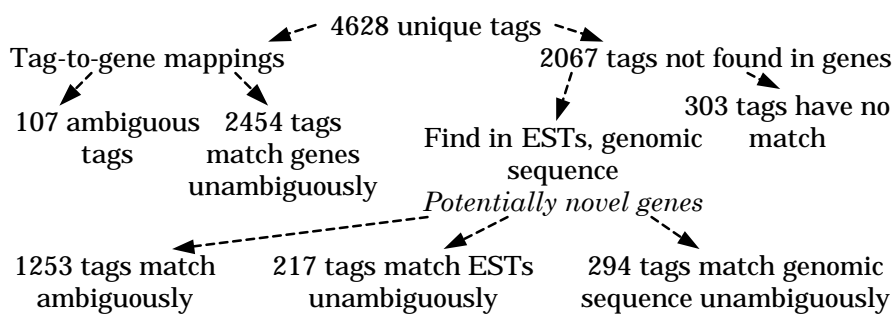 4628 unique tags
Tag-to-gene mappings
2067 tags not found in genes
107 ambiguous
tags
2454 tags
match genes
unambiguously
303 tags have no
match
Find in ESTs, genomic
sequence
Potentially novel genes
1253 tags match
ambiguously
217 tags match ESTs
unambiguously
294 tags match genomic
sequence unambiguously